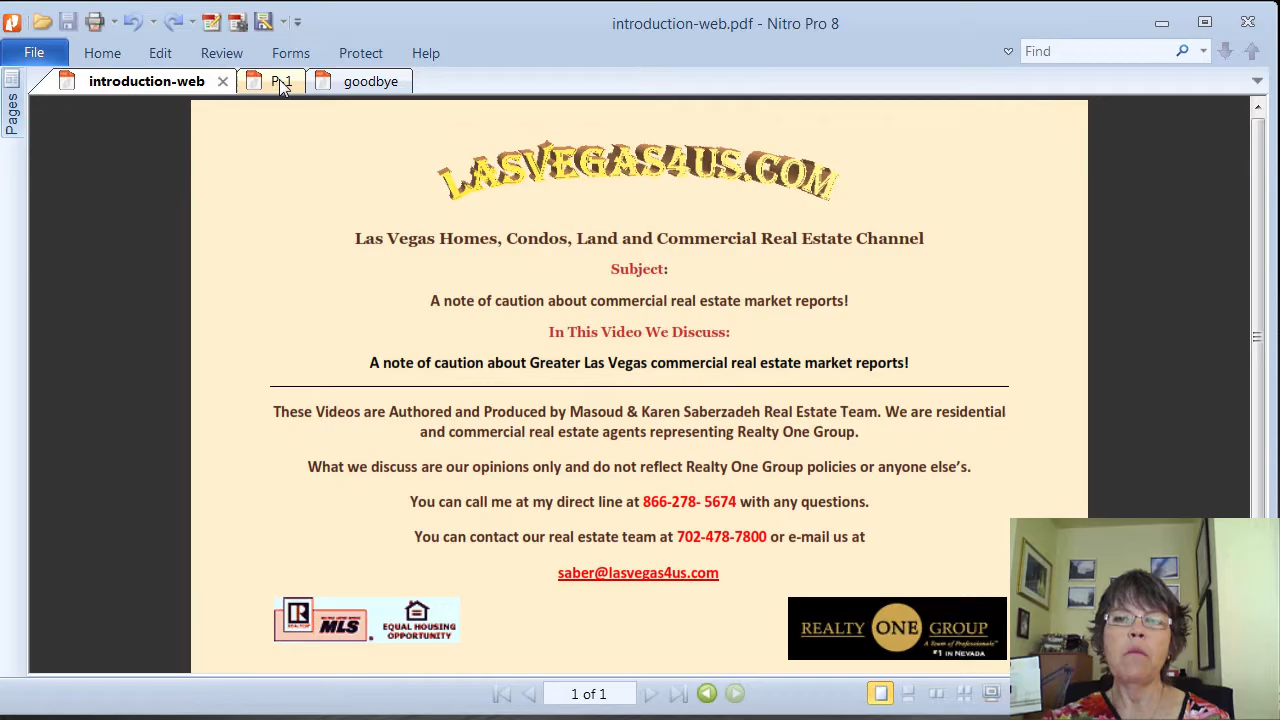 introduction-web.pdf - Nitro Pro 8
File Home Edit Review Forms Protect Help Find
introduction-web P 1 goodbye
Pages
LASVEGAS4US.COM
Las Vegas Homes, Condos, Land and Commercial Real Estate Channel
Subject:
A note of caution about commercial real estate market reports!
In This Video We Discuss:
A note of caution about Greater Las Vegas commercial real estate market reports!
These Videos are Authored and Produced by Masoud & Karen Saberzadeh Real Estate Team. We are residential
and commercial real estate agents representing Realty One Group.
What we discuss are our opinions only and do not reflect Realty One Group policies or anyone else’s.
You can call me at my direct line at 866-278- 5674 with any questions.
You can contact our real estate team at 702-478-7800 or e-mail us at
saber@lasvegas4us.com
R MLS
EQUAL HOUSING
OPPORTUNITY
REALTY ONE GROUP
A Team of Professionals
#1 IN NEVADA
1 of 1